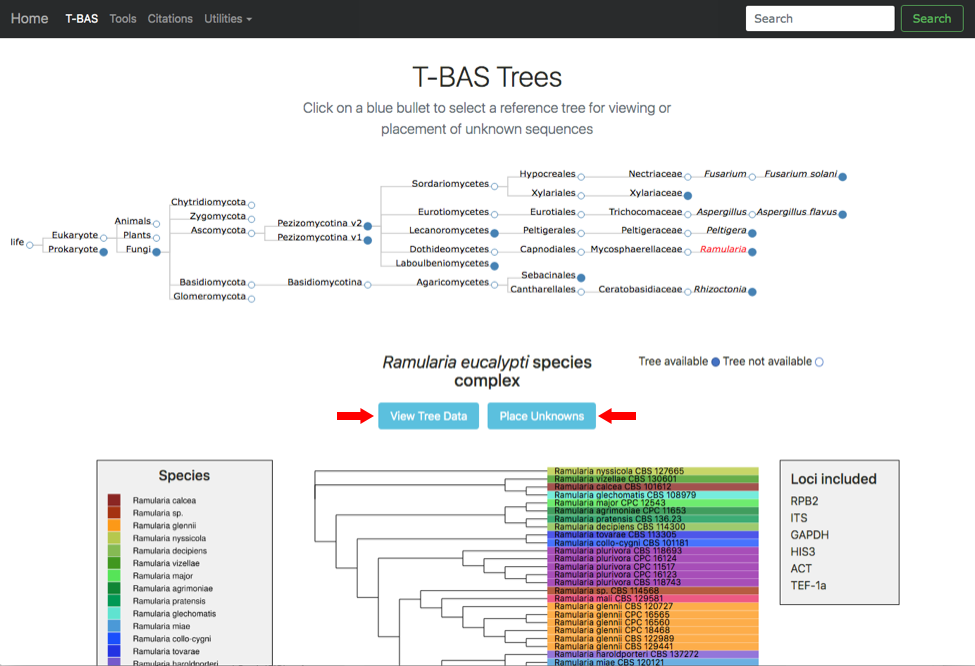 Home T-BAS Tools Citations Utilities Search Search
T-BAS Trees
Click on a blue bullet to select a reference tree for viewing or
placement of unknown sequences
Hypocreales Nectriaceae Fusarium Fusarium solani
Sordariomycetes
Xylariales Xylariaceae
Chytridiomycota
Zygomycota
Eurotiomycetes Eurotiales Trichocomaceae Aspergillus Aspergillus flavus
Animals
Pezizomycotina v2
Ascomycota
Lecanoromycetes Peltigerales Peltigeraceae Peltigera
Eukaryote Plants
Pezizomycotina v1
life
Prokaryote Fungi
Dothideomycetes Capnodiales Mycosphaerellaceae Ramularia
Laboulbeniomycetes
Sebacinales
Basidiomycota Basidiomycotina Agaricomycetes
Cantharellales Ceratobasidiaceae Rhizoctonia
Glomeromycota
Ramularia eucalypti species
complex
Tree available Tree not available
View Tree Data Place Unknowns
Species
Ramularia calcea
Ramularia sp.
Ramularia glennii
Ramularia nyssicola
Ramularia decipiens
Ramularia vizellae
Ramularia major
Ramularia agrimoniae
Ramularia pratensis
Ramularia glechomatis
Ramularia miae
Ramularia collo-cygni
Ramularia tovarae
Ramularia haroldporteri
Ramularia nyssicola CBS 127665
Ramularia vizellae CBS 130601
Ramularia calcea CBS 101612
Ramularia glechomatis CBS 108979
Ramularia major CPC 12543
Ramularia agrimoniae CPC 11653
Ramularia pratensis CBS 136.23
Ramularia decipiens CBS 114300
Ramularia tovarae CBS 113305
Ramularia collo-cygni CBS 101181
Ramularia plurivora CBS 118693
Ramularia plurivora CPC 16124
Ramularia plurivora CPC 11517
Ramularia plurivora CPC 16123
Ramularia plurivora CBS 118743
Ramularia sp. CBS 114568
Ramularia mali CBS 129581
Ramularia glennii CBS 120727
Ramularia glennii CPC 16565
Ramularia glennii CPC 16560
Ramularia glennii CPC 18468
Ramularia glennii CBS 122989
Ramularia glennii CBS 129441
Ramularia haroldporteri CBS 137272
Ramularia miae CBS 120121
Loci included
RPB2
ITS
GAPDH
HIS3
ACT
TEF-1a